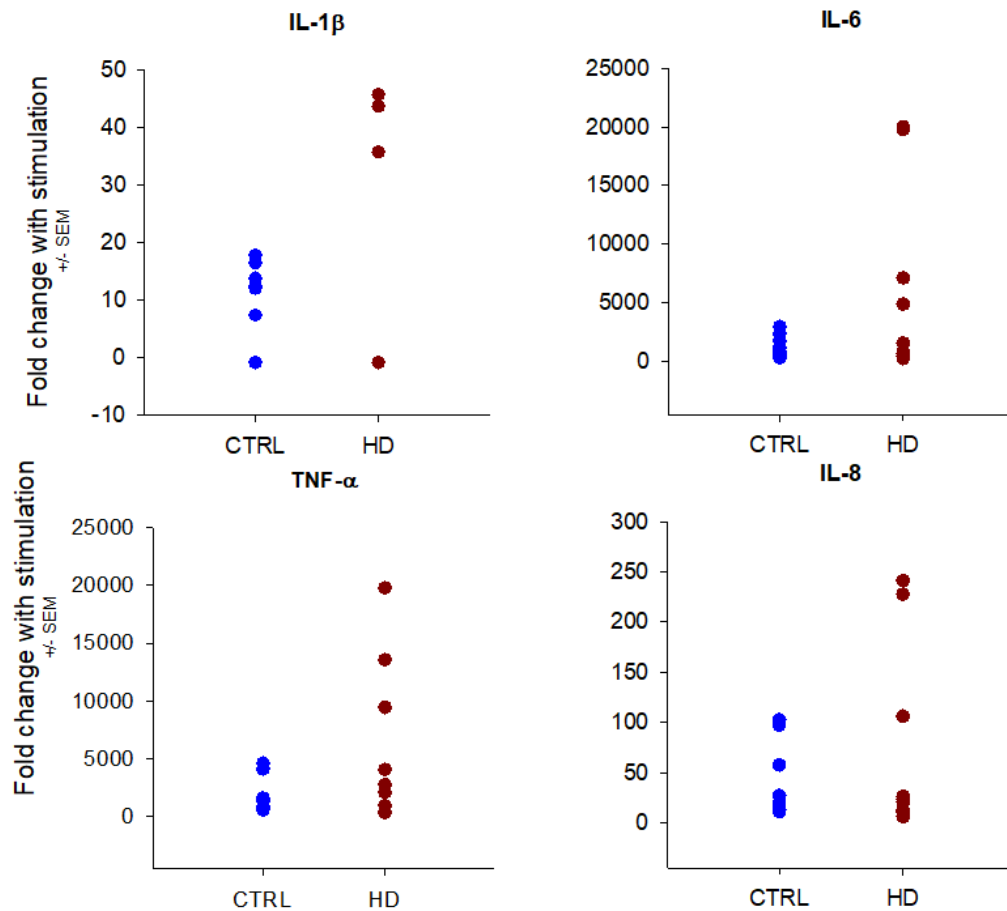 IL-1β
Fold change with stimulation
+/- SEM
50
40
30
20
10
0
-10
CTRL
HD
IL-6
25000
20000
15000
10000
5000
0
CTRL
HD
TNF-α
Fold change with stimulation
+/- SEM
25000
20000
15000
10000
5000
0
CTRL
HD
IL-8
300
250
200
150
100
50
0
CTRL
HD